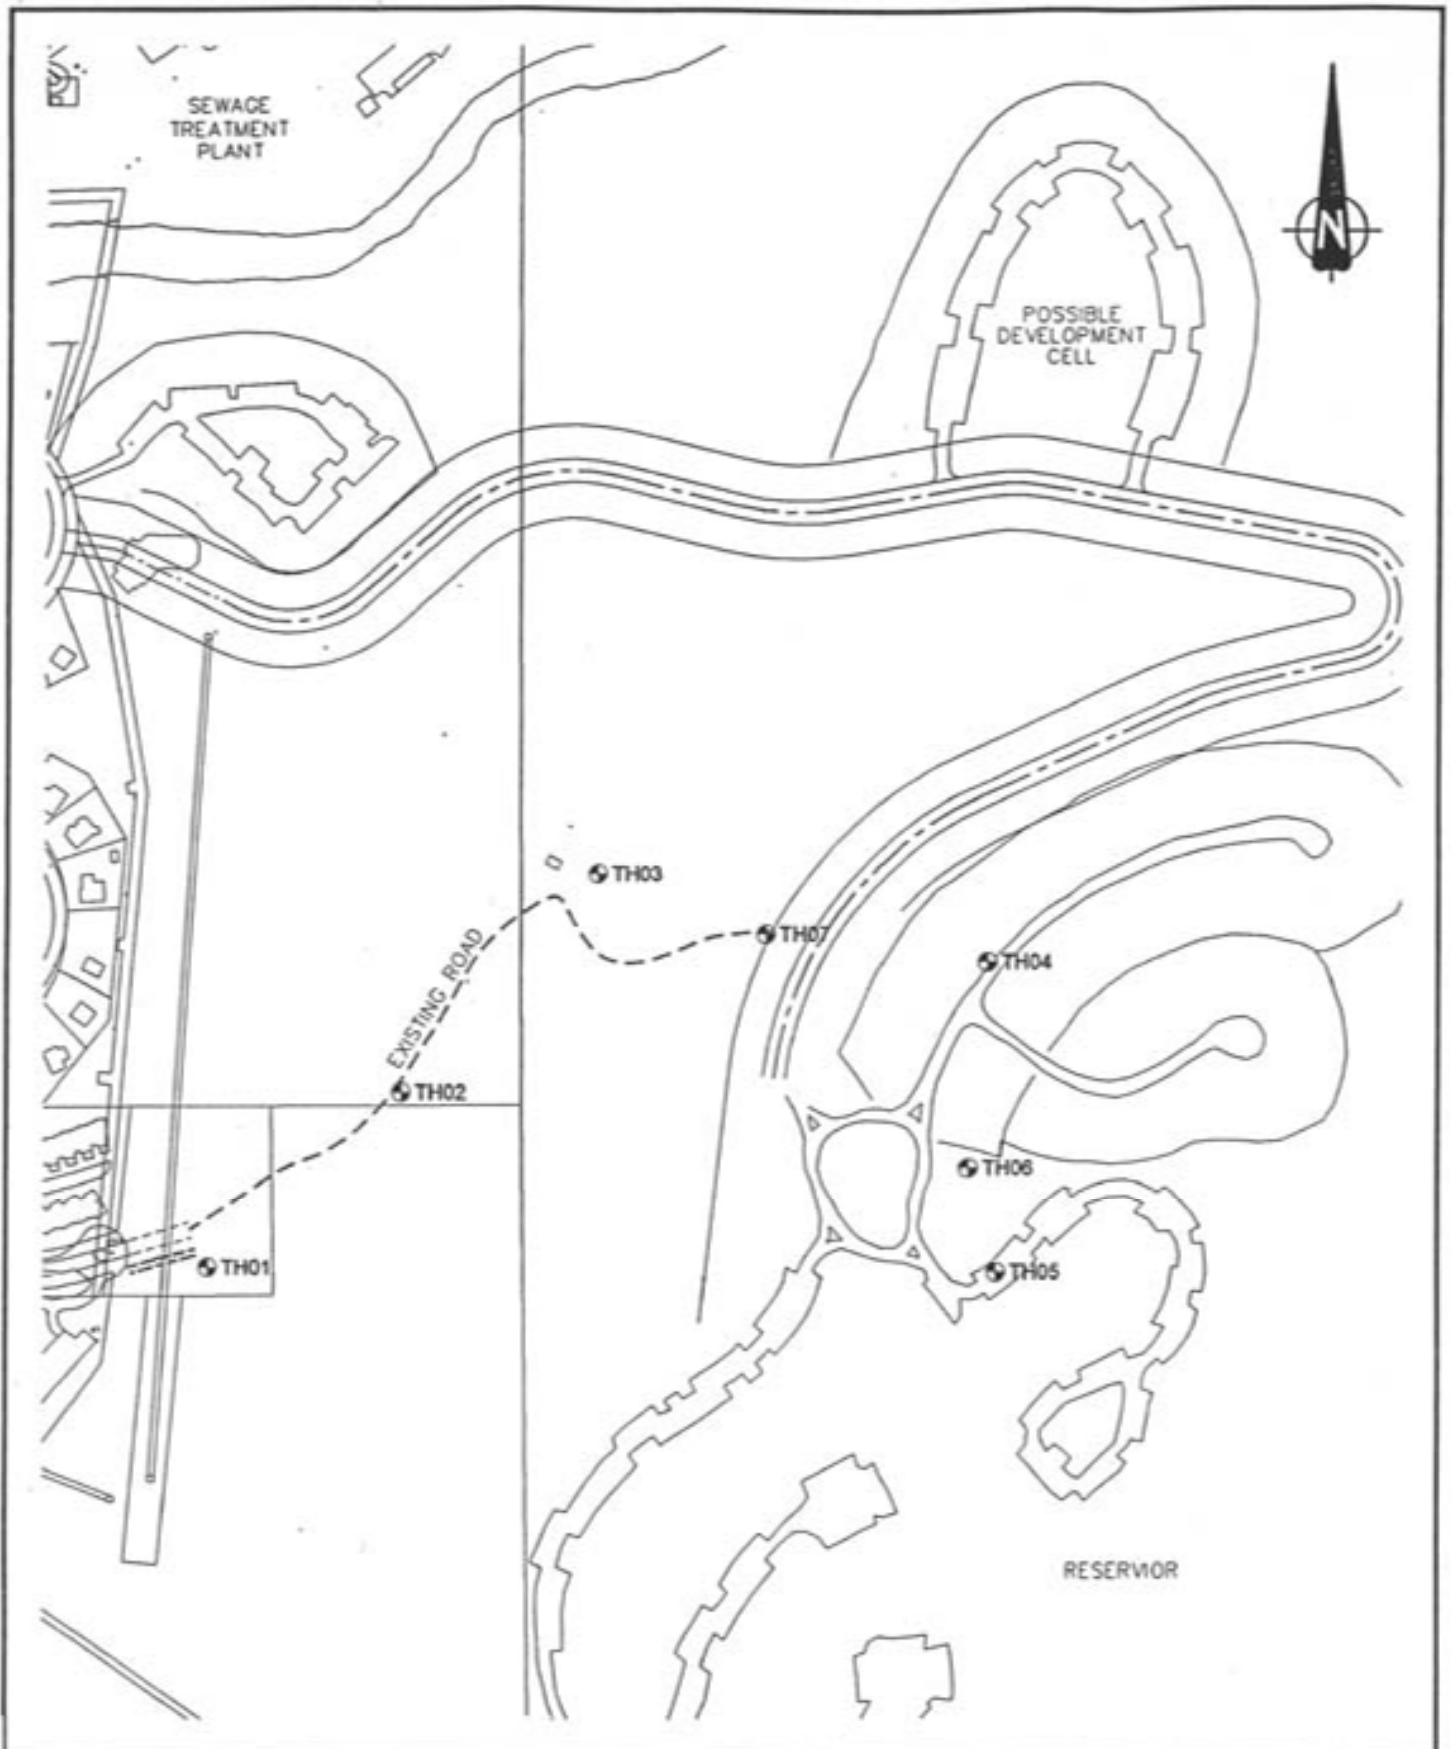 SEWAGE
TREATMENT
PLANT
N
POSSIBLE
DEVELOPMENT
CELL
TH03
EXISTING ROAD
TH07
TH04
TH02
TH06
TH01
TH05
RESERVIOR